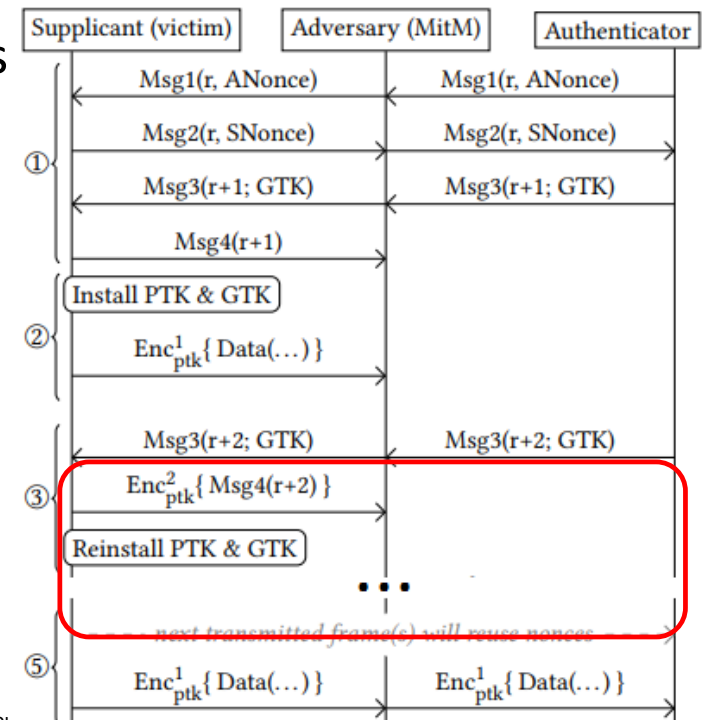 s
Supplicant (victim) Adversary (MitM) Authenticator
Msg1(r, ANonce) Msg1(r, ANonce)
Msg2(r, SNonce) Msg2(r, SNonce)
①
Msg3(r+1; GTK) Msg3(r+1; GTK)
Msg4(r+1)
Install PTK & GTK
②
Enc¹ptk{ Data(…) }
Msg3(r+2; GTK) Msg3(r+2; GTK)
③
Enc²ptk{ Msg4(r+2) }
Reinstall PTK & GTK
• • •
next transmitted frame(s) will reuse nonces
⑤
Enc¹ptk{ Data(…) } Enc¹ptk{ Data(…) }